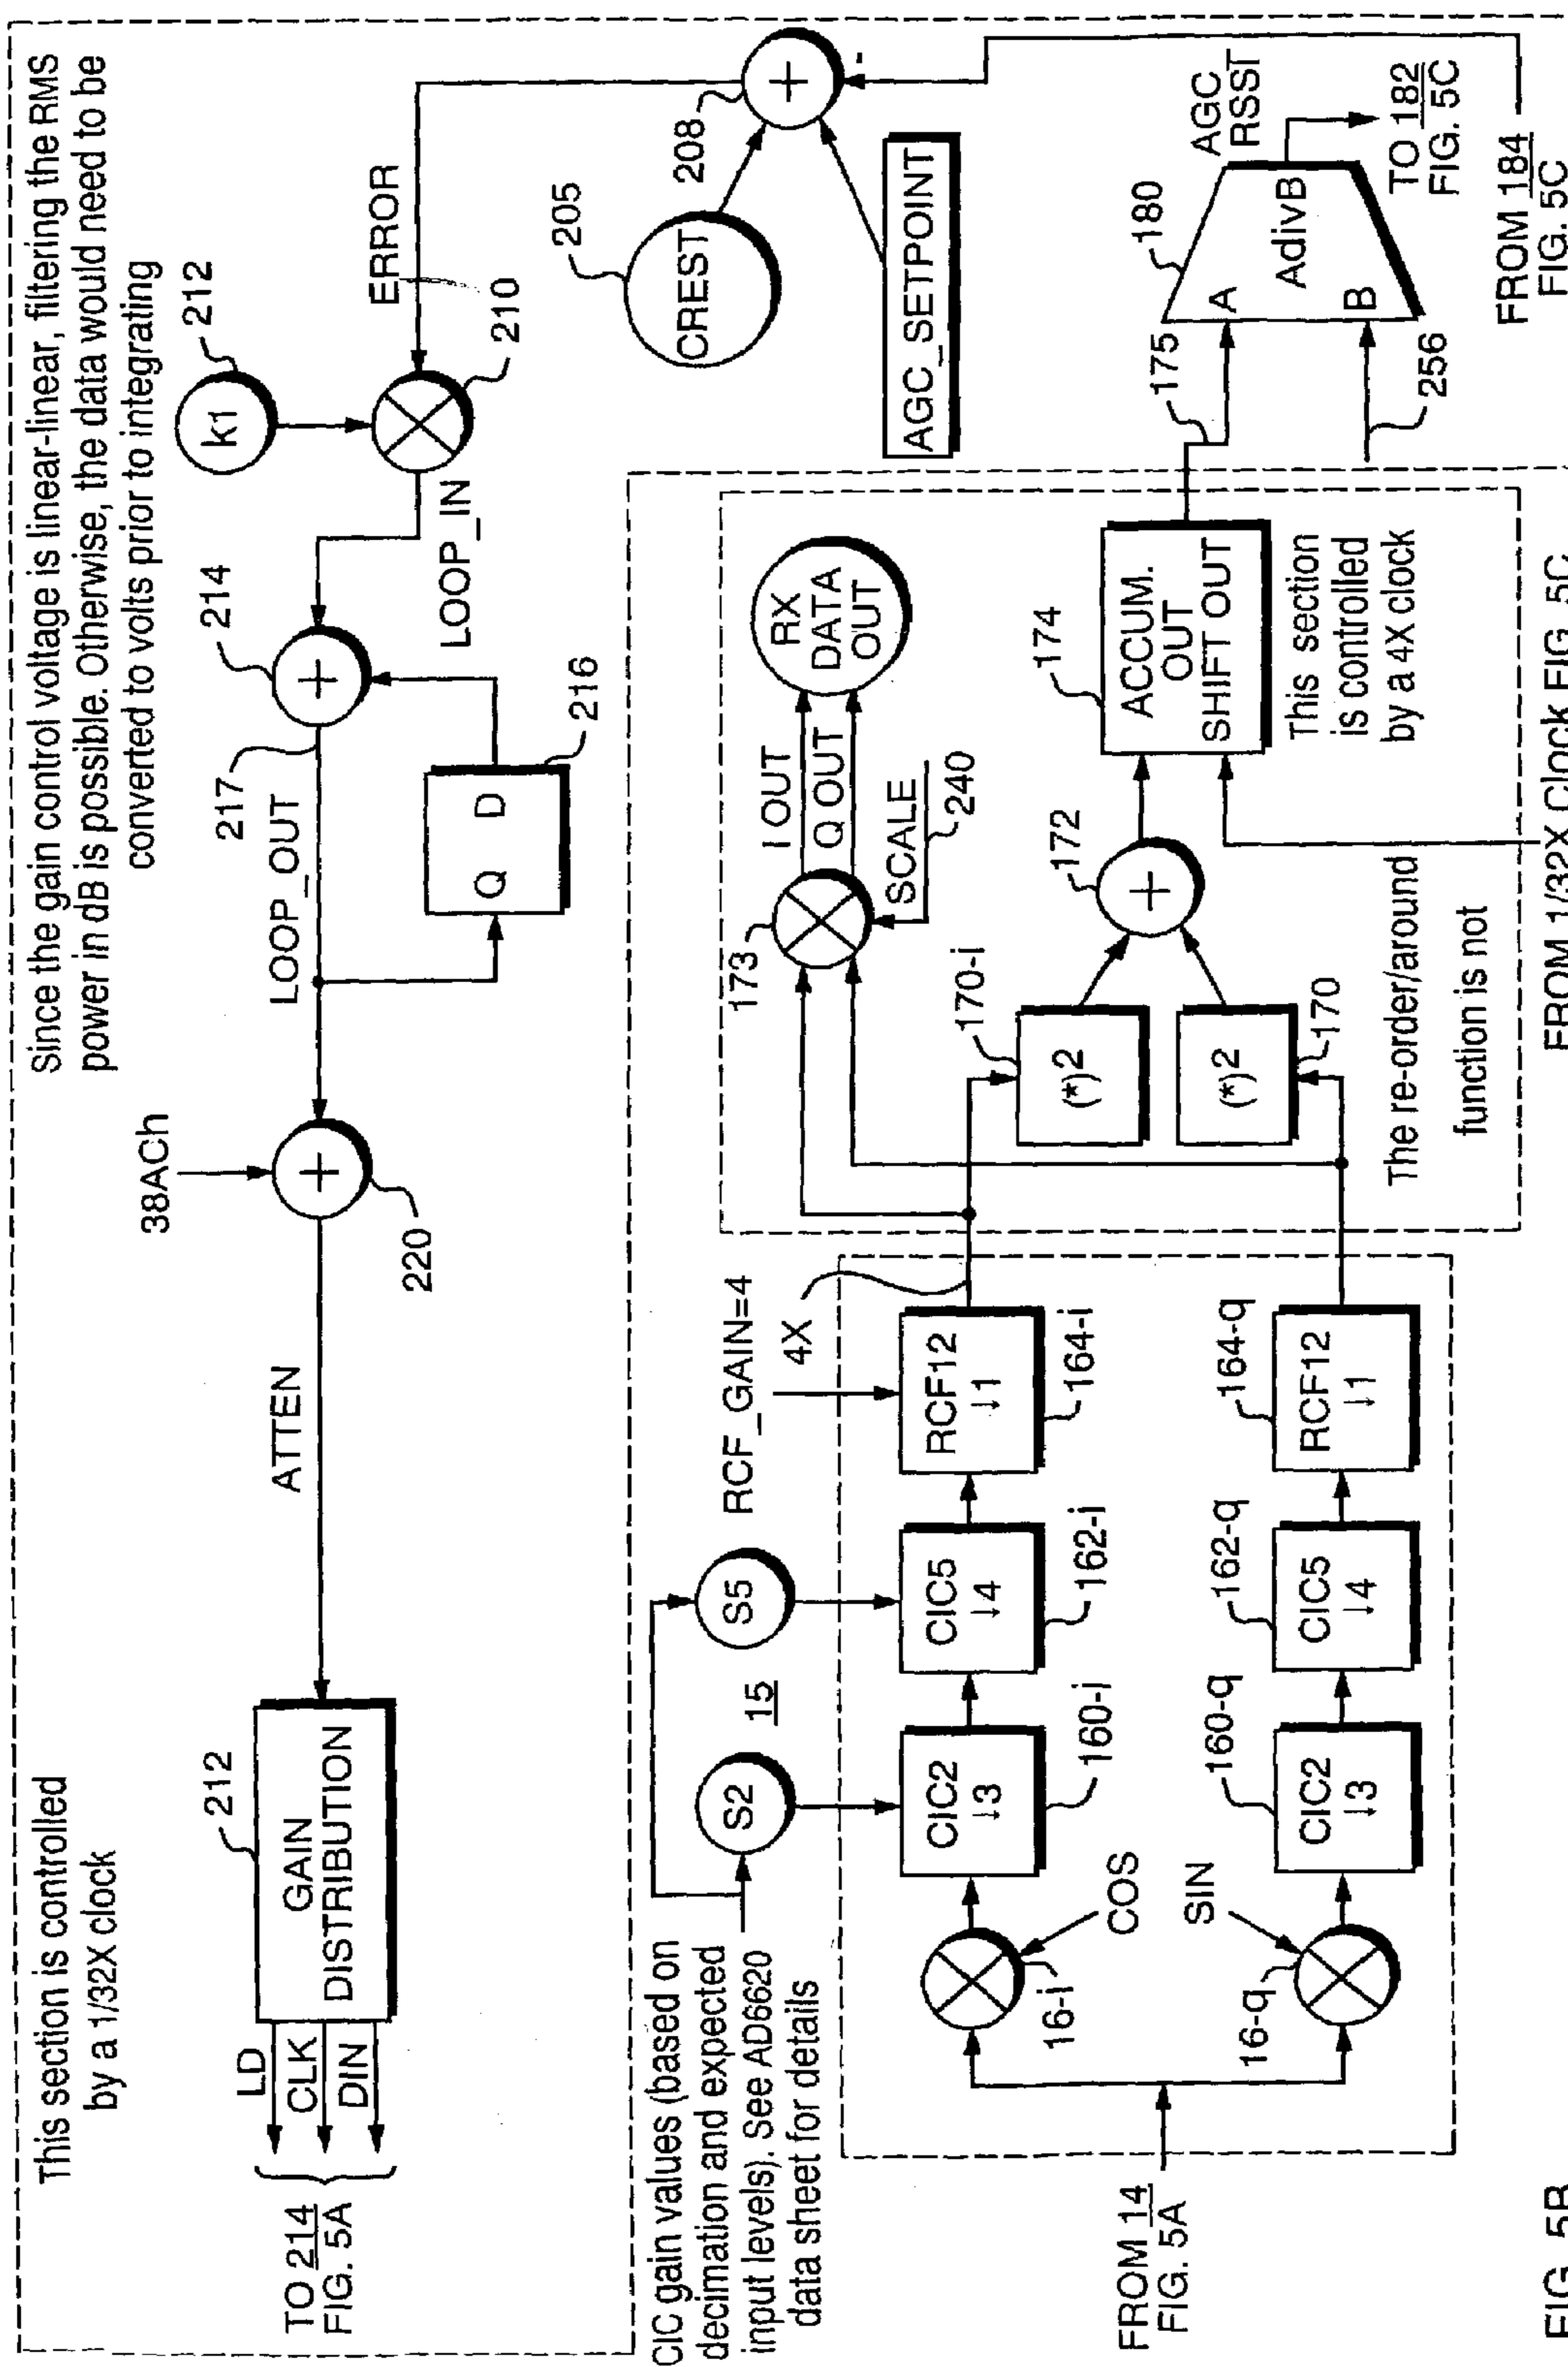 This section is controlled
by a 1/32X clock
Since the gain control voltage is linear-linear, filtering the RMS
power in dB is possible. Otherwise, the data would need to be
converted to volts prior to integrating
TO 214
FIG. 5A
LD
CLK
DIN
212
GAIN
DISTRIBUTION
ATTEN
38ACh
+
220
LOOP_OUT
217
214
+
Q D
216
LOOP_IN
k1
212
210
ERROR
205
CREST
208
+
-
AGC_SETPOINT
CIC gain values (based on
decimation and expected
input levels). See AD6620
data sheet for details
S2
15
S5
RCF_GAIN=4
4X
FROM 14
FIG. 5A
16-i
COS
CIC2
↓3
160-i
CIC5
↓4
162-i
RCF12
↓1
164-i
16-q
SIN
CIC2
↓3
160-q
CIC5
↓4
162-q
RCF12
↓1
164-q
173
I OUT
Q OUT
SCALE
240
RX
DATA
OUT
170-i
(*)2
(*)2
170
172
+
174
ACCUM.
OUT
SHIFT OUT
The re-order/around
function is not
This section
is controlled
by a 4X clock
175
180
A
AdivB
B
256
AGC
RSSI
TO 182
FIG. 5C
FROM 184
FIG. 5C
FROM 1/32X Clock FIG. 5C
FIG. 5B